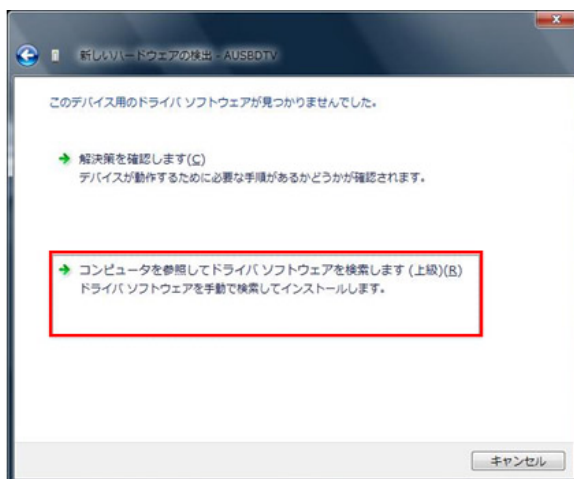 新しいハードウェアの検出 - AUSBDTV
このデバイス用のドライバ ソフトウェアが見つかりませんでした。
解決策を確認します(C)
デバイスが動作するために必要な手順があるかどうかが確認されます。
コンピュータを参照してドライバ ソフトウェアを検索します (上級)(R)
ドライバ ソフトウェアを手動で検索してインストールします。
キャンセル